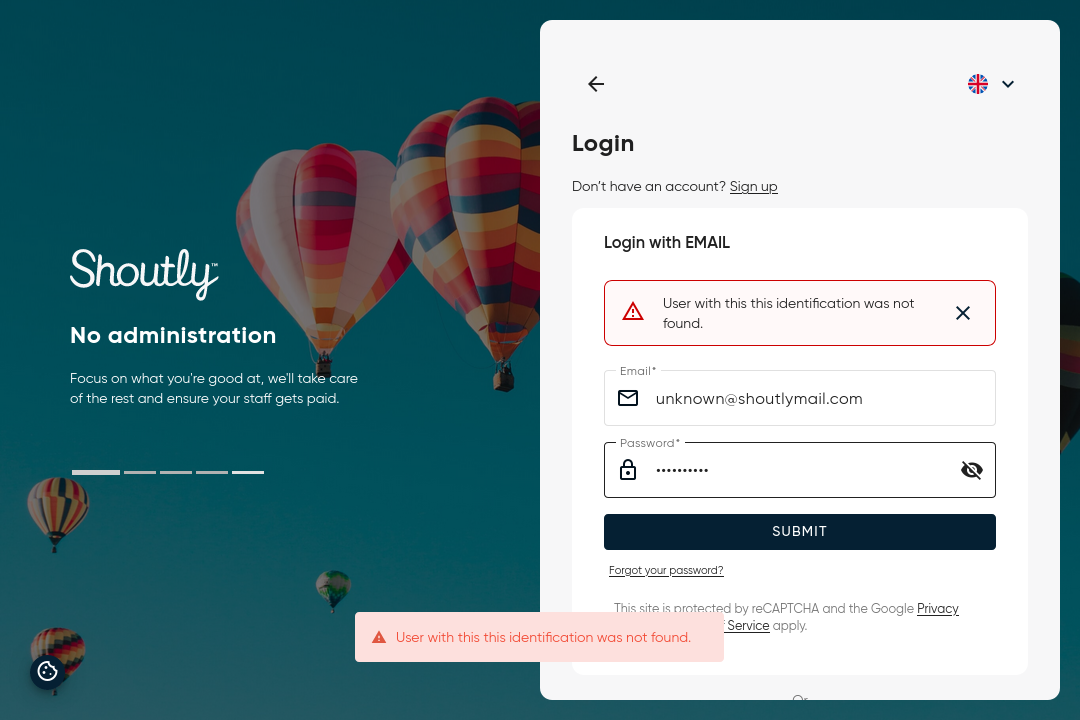 Shoutly™
No administration
Focus on what you're good at, we'll take care
of the rest and ensure your staff gets paid.
Login
Don't have an account? Sign up
Login with EMAIL
User with this this identification was not
found.
Email*
unknown@shoutlymail.com
Password*
••••••••••
SUBMIT
Forgot your password?
This site is protected by reCAPTCHA and the Google Privacy
Service apply.
User with this this identification was not found.
Or